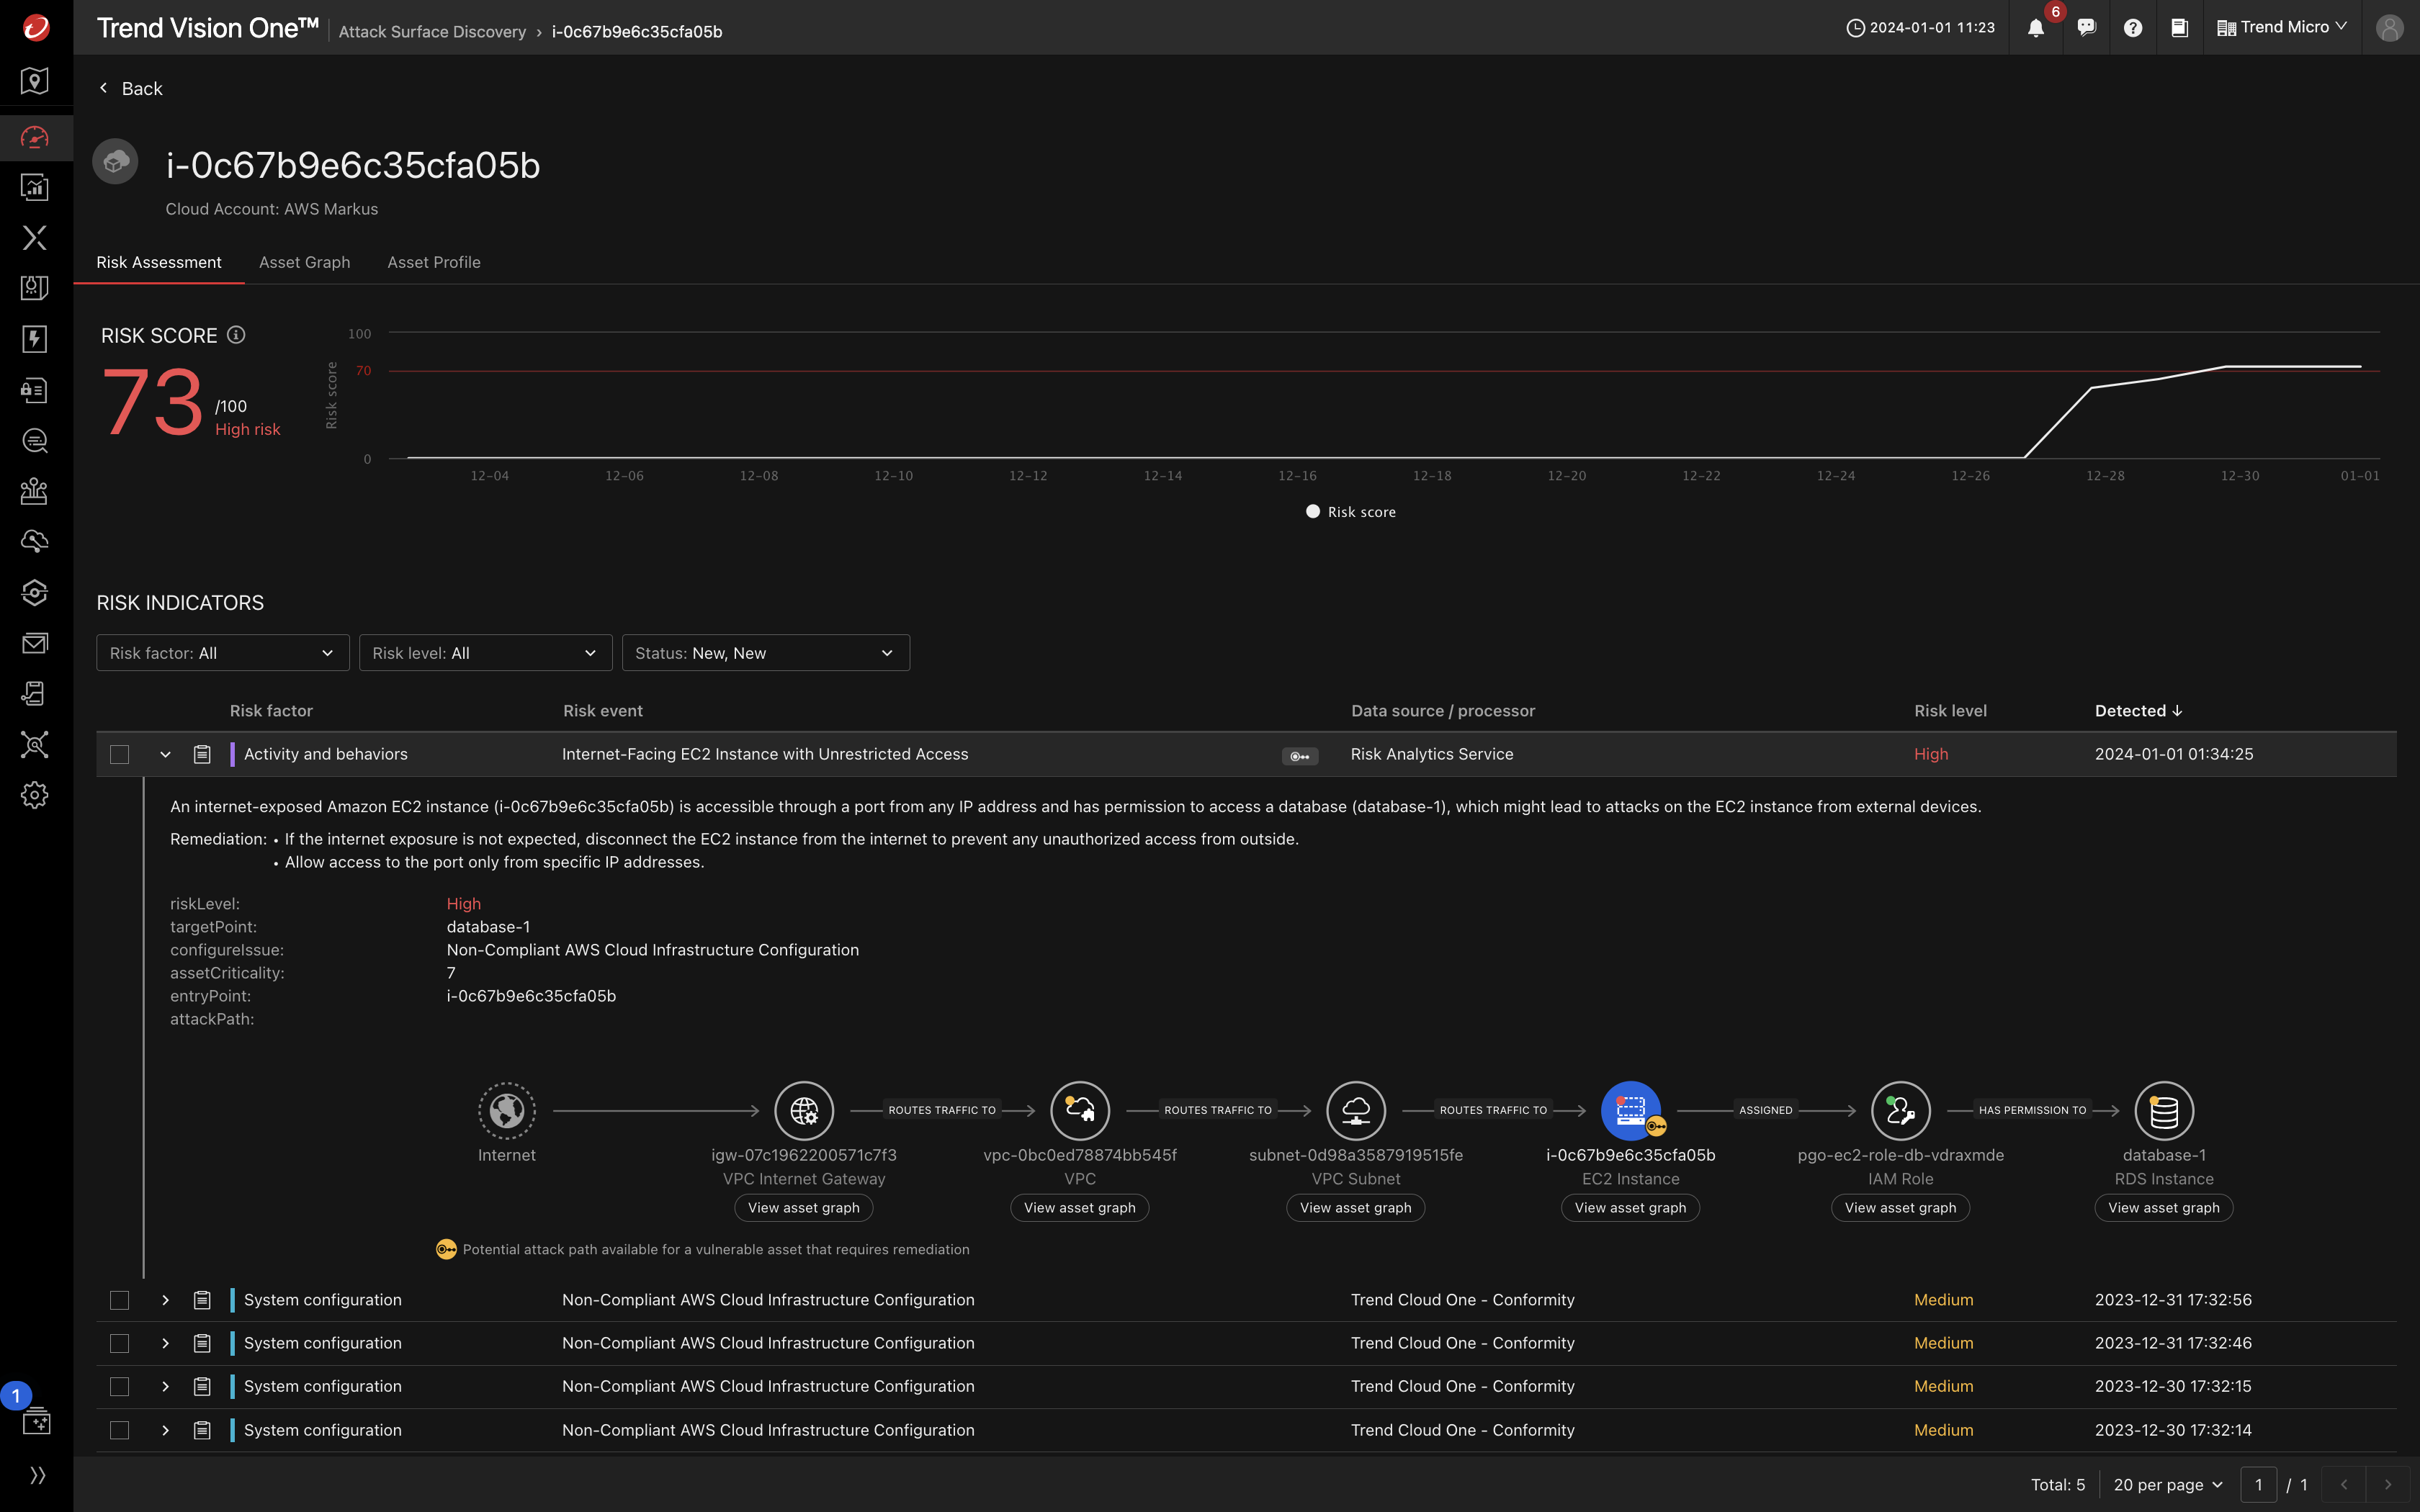 Trend Vision One™ Attack Surface Discovery › i-0c67b9e6c35cfa05b 2024-01-01 11:23 6 Trend Micro
Back
i-0c67b9e6c35cfa05b
Cloud Account: AWS Markus
Risk Assessment Asset Graph Asset Profile
RISK SCORE
73 /100
High risk
Risk score
100
70
0
12-04 12-06 12-08 12-10 12-12 12-14 12-16 12-18 12-20 12-22 12-24 12-26 12-28 12-30 01-01
Risk score
RISK INDICATORS
Risk factor: All Risk level: All Status: New, New
Risk factor Risk event Data source / processor Risk level Detected ↓
Activity and behaviors Internet-Facing EC2 Instance with Unrestricted Access Risk Analytics Service High 2024-01-01 01:34:25
An internet-exposed Amazon EC2 instance (i-0c67b9e6c35cfa05b) is accessible through a port from any IP address and has permission to access a database (database-1), which might lead to attacks on the EC2 instance from external devices.
Remediation: • If the internet exposure is not expected, disconnect the EC2 instance from the internet to prevent any unauthorized access from outside.
• Allow access to the port only from specific IP addresses.
riskLevel: High
targetPoint: database-1
configureIssue: Non-Compliant AWS Cloud Infrastructure Configuration
assetCriticality: 7
entryPoint: i-0c67b9e6c35cfa05b
attackPath:
ROUTES TRAFFIC TO ROUTES TRAFFIC TO ROUTES TRAFFIC TO ASSIGNED HAS PERMISSION TO
Internet igw-07c1962200571c7f3 vpc-0bc0ed78874bb545f subnet-0d98a3587919515fe i-0c67b9e6c35cfa05b pgo-ec2-role-db-vdraxmde database-1
VPC Internet Gateway VPC VPC Subnet EC2 Instance IAM Role RDS Instance
View asset graph View asset graph View asset graph View asset graph View asset graph View asset graph
Potential attack path available for a vulnerable asset that requires remediation
System configuration Non-Compliant AWS Cloud Infrastructure Configuration Trend Cloud One - Conformity Medium 2023-12-31 17:32:56
System configuration Non-Compliant AWS Cloud Infrastructure Configuration Trend Cloud One - Conformity Medium 2023-12-31 17:32:46
System configuration Non-Compliant AWS Cloud Infrastructure Configuration Trend Cloud One - Conformity Medium 2023-12-30 17:32:15
1
System configuration Non-Compliant AWS Cloud Infrastructure Configuration Trend Cloud One - Conformity Medium 2023-12-30 17:32:14
Total: 5 20 per page 1 / 1